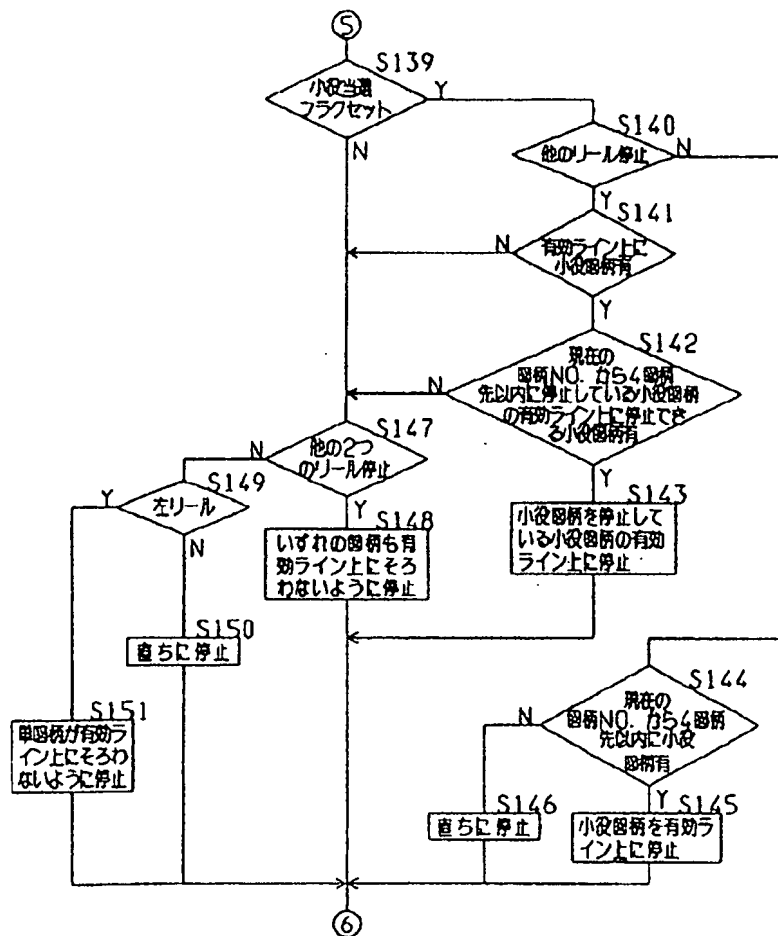 5
S139
小役当選
フラグセット
Y
N
S140
他のリール停止
N
Y
S141
有効ライン上に
小役図柄有
N
Y
S142
現在の
図柄NO. から4図柄
先以内に停止している小役図柄
の有効ライン上に停止でき
る小役図柄有
N
Y
S143
小役図柄を停止して
いる小役図柄の有効
ライン上に停止
S147
他の2つ
のリール停止
N
Y
S148
いずれの図柄も有
効ライン上にそろ
わないように停止
S149
左リール
Y
N
S150
直ちに停止
S151
単図柄が有効ラ
イン上にそろわ
ないように停止
S144
現在の
図柄NO. から4図柄
先以内に小役
図柄有
N
Y
S146
直ちに停止
S145
小役図柄を有効ラ
イン上に停止
6